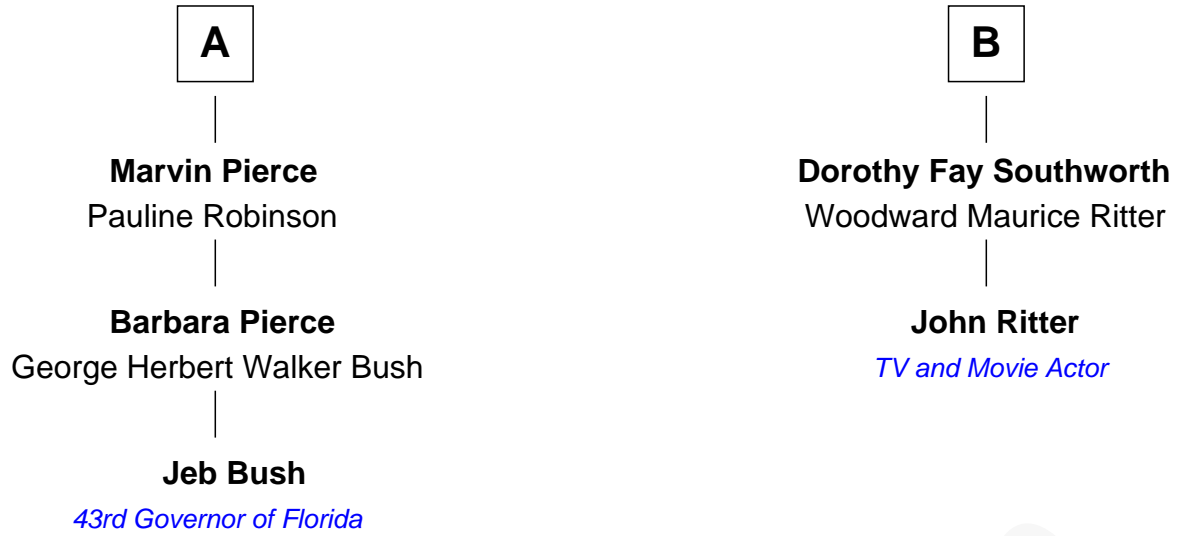 A
Marvin Pierce
Pauline Robinson
Barbara Pierce
George Herbert Walker Bush
Jeb Bush
43rd Governor of Florida
B
Dorothy Fay Southworth
Woodward Maurice Ritter
John Ritter
TV and Movie Actor